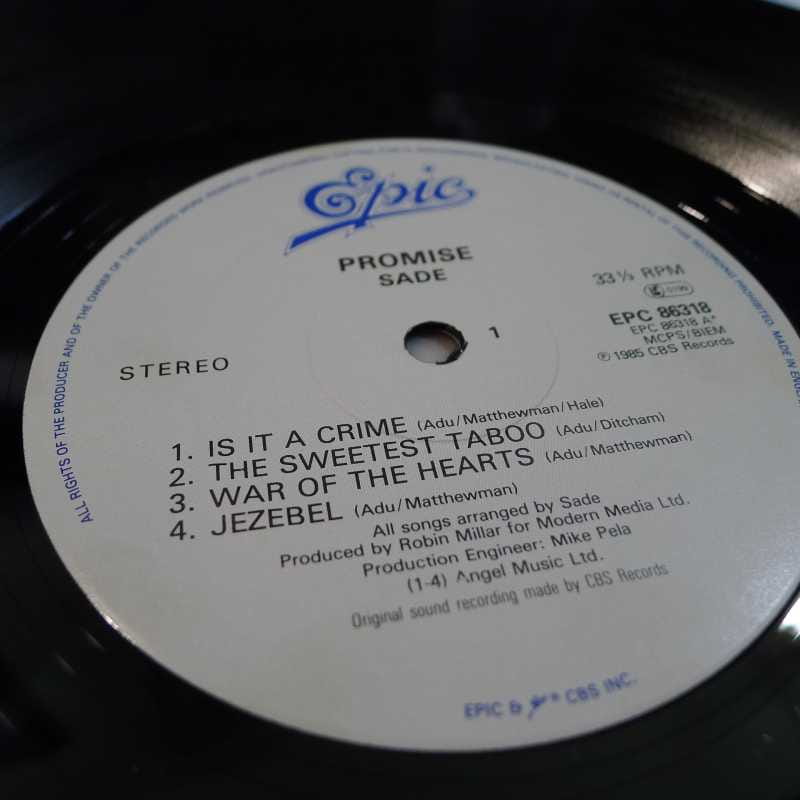 Epic
PROMISE
SADE
33⅓ RPM
STEREO
1
EPC 86318
EPC 86318 A*
MCPS/BIEM
℗ 1985 CBS Records
1. IS IT A CRIME (Adu/Matthewman/Hale)
2. THE SWEETEST TABOO (Adu/Ditcham)
3. WAR OF THE HEARTS (Adu/Matthewman)
4. JEZEBEL (Adu/Matthewman)
All songs arranged by Sade
Produced by Robin Millar for Modern Media Ltd.
Production Engineer: Mike Pela
(1-4) Angel Music Ltd.
Original sound recording made by CBS Records
EPIC & ® CBS INC.
ALL RIGHTS OF THE PRODUCER AND OF THE OWNER OF THE RECORDED WORK RECORDING PROHIBITED. MADE IN